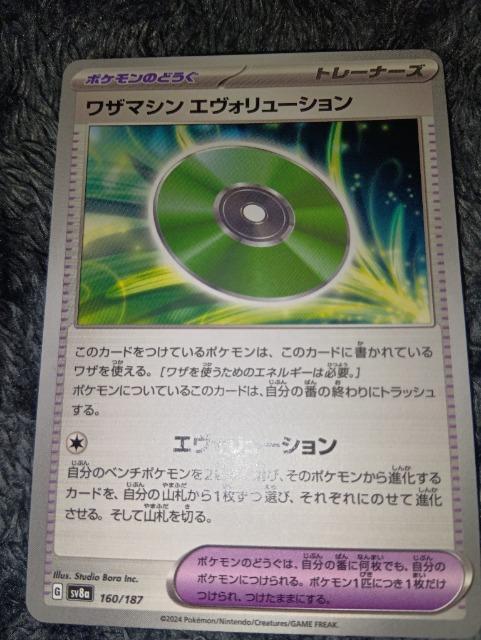 ポケモンのどうぐ
トレーナーズ
ワザマシン エヴォリューション
このカードをつけているポケモンは、このカードに書かれている
ワザを使える。[ワザを使うためのエネルギーは必要。]
ポケモンについているこのカードは、自分の番の終わりにトラッシュ
する。
エヴォリューション
自分のベンチポケモンを2 選び、そのポケモンから進化する
カードを、自分の山札から1枚ずつ選び、それぞれにのせて進化
させる。そして山札を切る。
ポケモンのどうぐは、自分の番に何枚でも、自分の
ポケモンにつけられる。ポケモン1匹につき1枚だけ
つけられ、つけたままにする。
Illus. Studio Bora Inc.
G sv8a 160/187
©2024 Pokémon/Nintendo/Creatures/GAME FREAK.